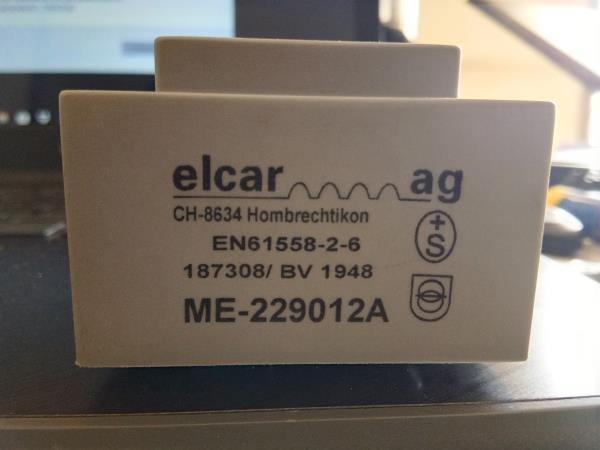 elcar ag
CH-8634 Hombrechtikon
EN61558-2-6
187308/ BV 1948
ME-229012A
+
S